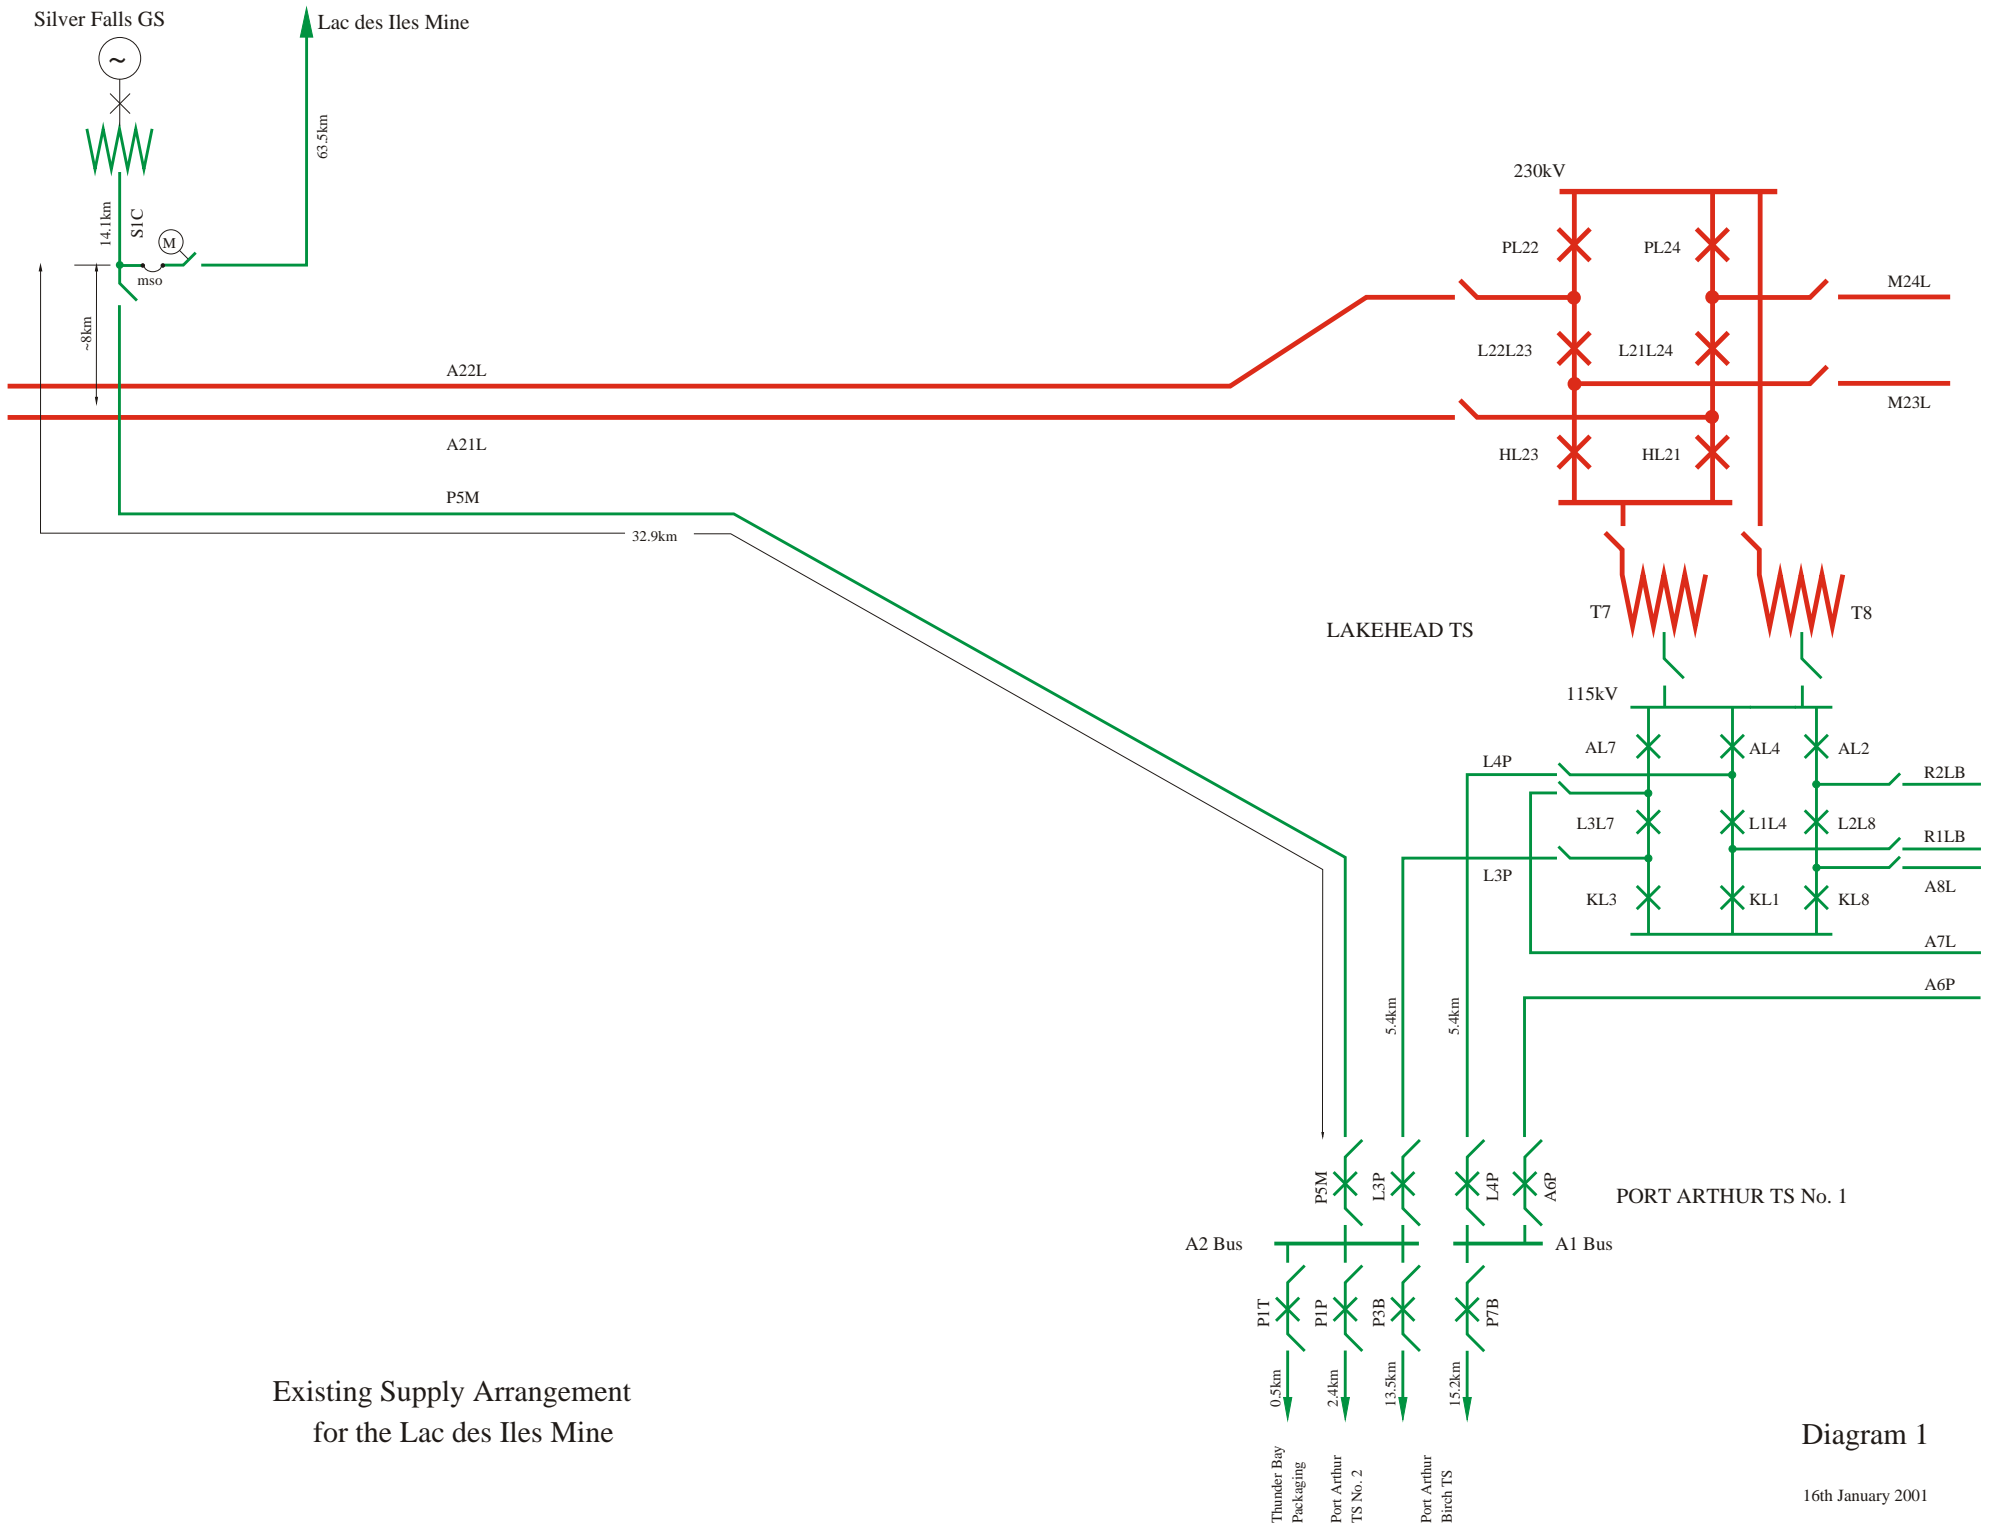 Silver Falls GS
Lac des Iles Mine
~
63.5km
14.1km
S1C
M
mso
~8km
230kV
PL22
PL24
M24L
L22L23
L21L24
A22L
M23L
A21L
HL23
HL21
P5M
32.9km
T7
T8
LAKEHEAD TS
115kV
AL7
AL4
AL2
L4P
R2LB
L3L7
L1L4
L2L8
R1LB
L3P
A8L
KL3
KL1
KL8
A7L
A6P
5.4km
5.4km
P5M
L3P
L4P
A6P
PORT ARTHUR TS No. 1
A2 Bus
A1 Bus
P1T
P1P
P3B
P7B
0.5km
2.4km
13.5km
15.2km
Thunder Bay
Packaging
Port Arthur
TS No. 2
Port Arthur
Birch TS
Existing Supply Arrangement
for the Lac des Iles Mine
Diagram 1
16th January 2001